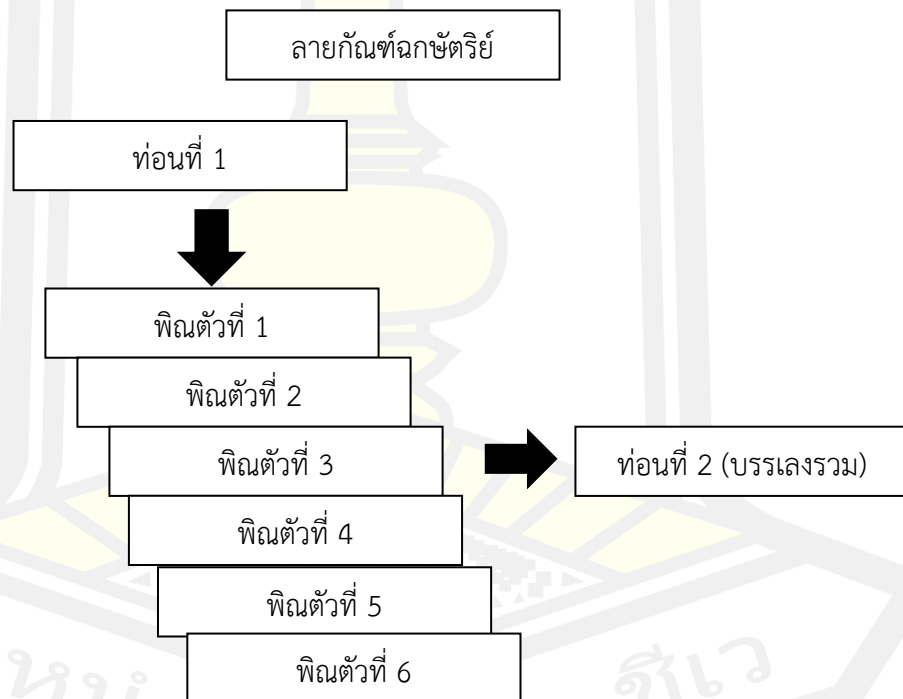 ลายกัณฑ์ฉกษัตริย์
ท่อนที่ 1
พิณตัวที่ 1
พิณตัวที่ 2
พิณตัวที่ 3
ท่อนที่ 2 (บรรเลงรวม)
พิณตัวที่ 4
พิณตัวที่ 5
พิณตัวที่ 6
ชีเว